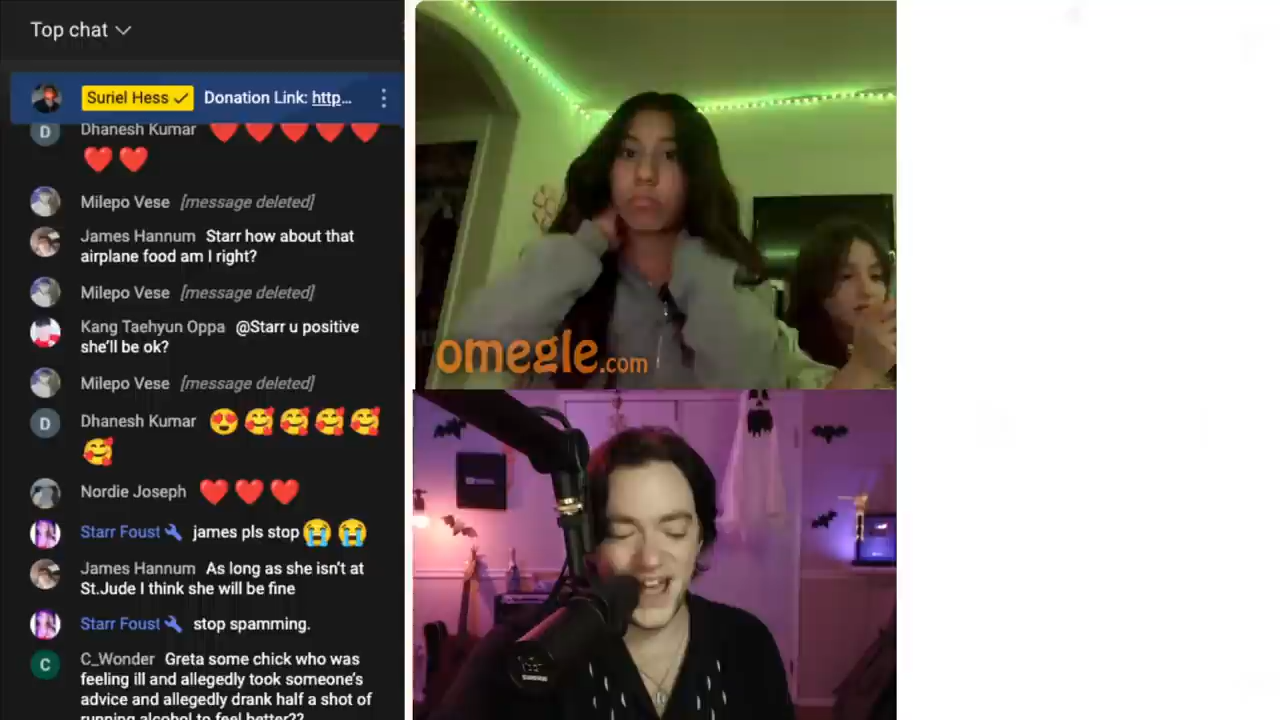 Top chat
Suriel Hess Donation Link: http...
Dhanesh Kumar ❤️❤️❤️❤️❤️
❤️❤️
Milepo Vese [message deleted]
James Hannum Starr how about that
airplane food am I right?
Milepo Vese [message deleted]
Kang Taehyun Oppa @Starr u positive
she'll be ok?
Milepo Vese [message deleted]
Dhanesh Kumar 😍🥰🥰🥰🥰
🥰
Nordie Joseph ❤️❤️❤️
Starr Foust james pls stop😭😭
James Hannum As long as she isn't at
St.Jude I think she will be fine
Starr Foust stop spamming.
C_Wonder Greta some chick who was
feeling ill and allegedly took someone's
advice and allegedly drank half a shot of
alcohol to feel better??
omegle.com